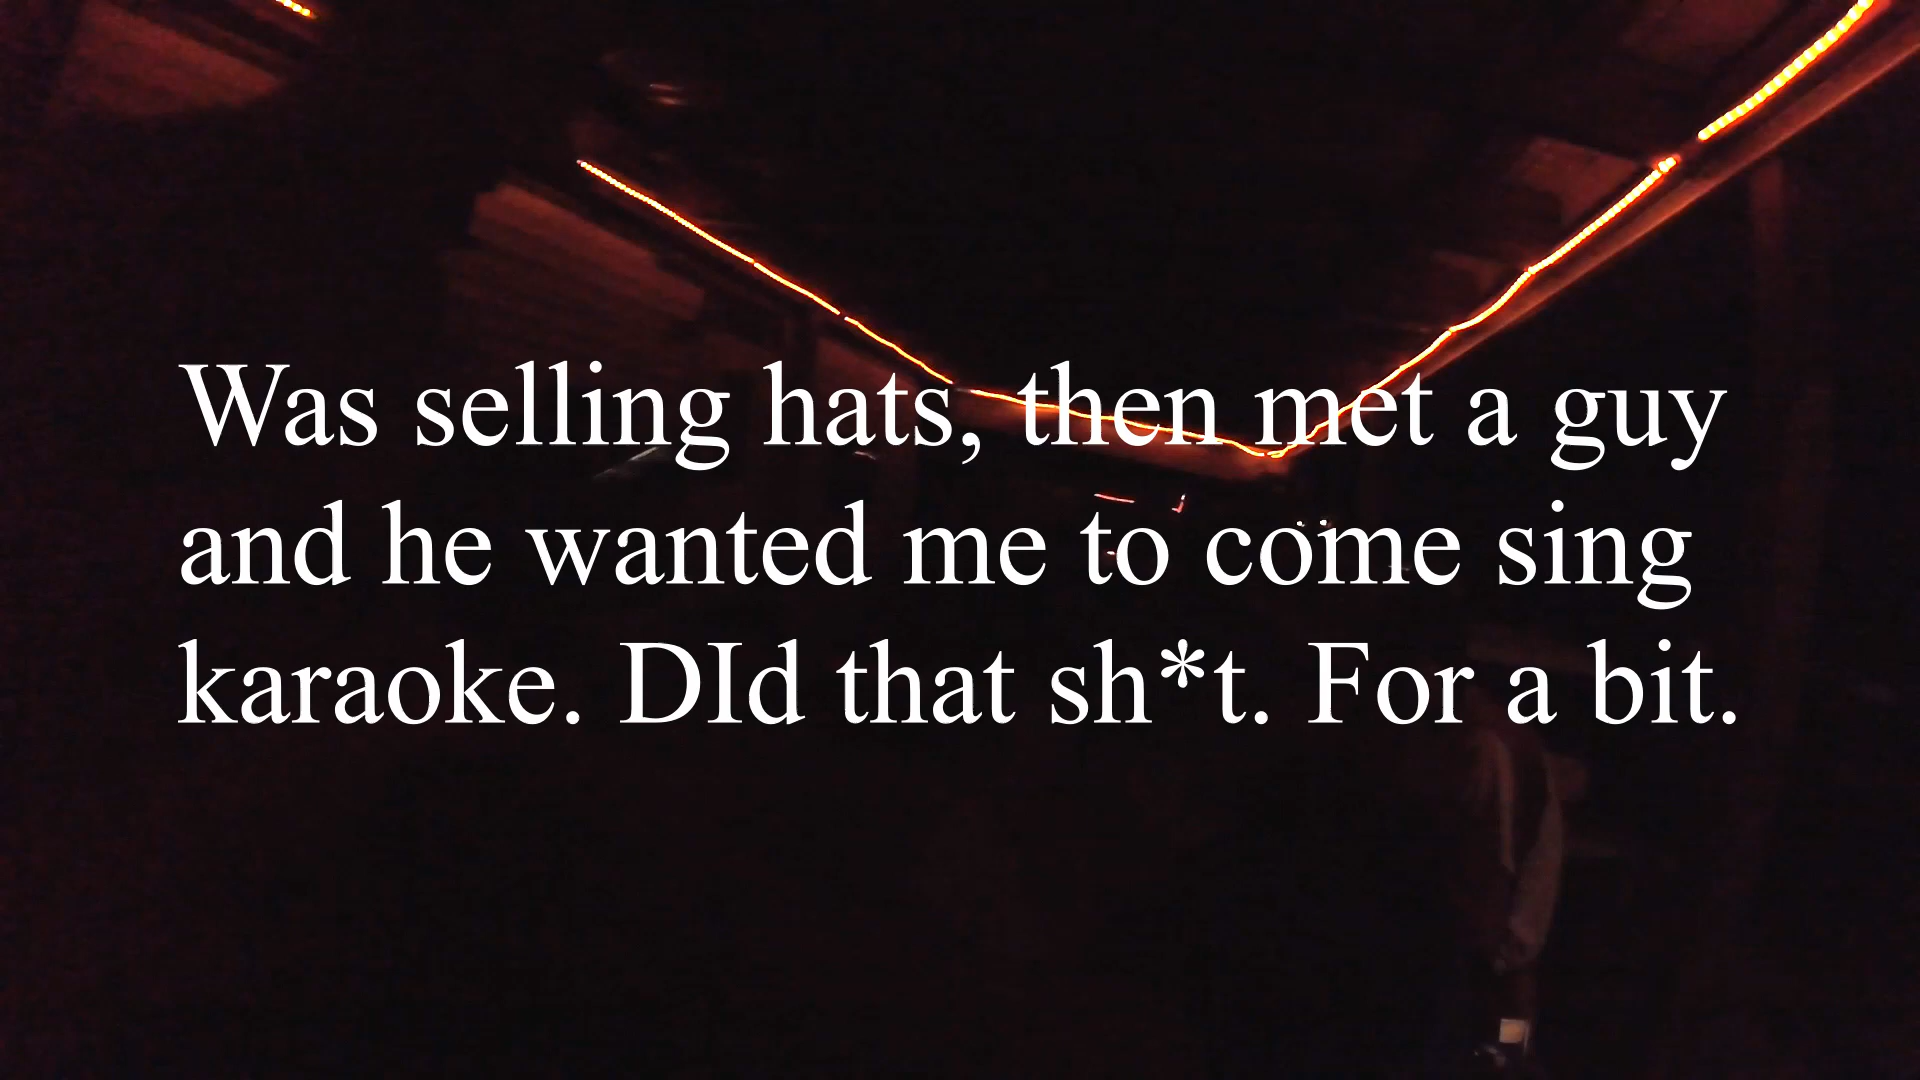 Was selling hats, then met a guy
and he wanted me to come sing
karaoke. DId that sh*t. For a bit.